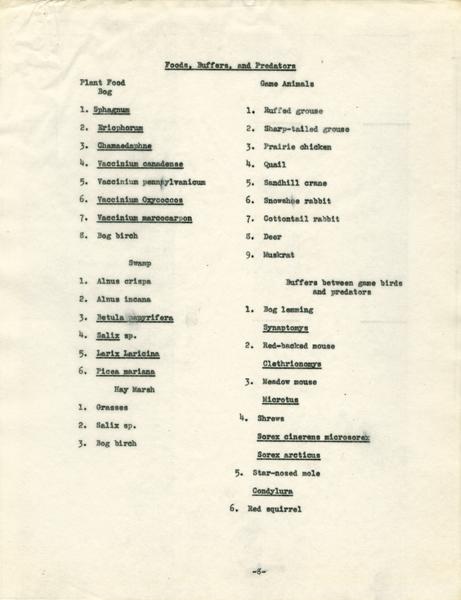 Foods, Buffers, and Predators
Plant Food
Bog
1. Sphagnum
2. Eriophorum
3. Chamaedaphne
4. Vaccinium canadense
5. Vaccinium pennsylvanicum
6. Vaccinium Oxycoccos
7. Vaccinium marcocarpon
8. Bog birch
Swamp
1. Alnus crispa
2. Alnus incana
3. Betula papyrifera
4. Salix sp.
5. Larix Laricina
6. Picea mariana
Hay Marsh
1. Grasses
2. Salix sp.
3. Bog birch
Game Animals
1. Ruffed grouse
2. Sharp-tailed grouse
3. Prairie chicken
4. Quail
5. Sandhill crane
6. Snowshoe rabbit
7. Cottontail rabbit
8. Deer
9. Muskrat
Buffers between game birds
and predators
1. Bog lemming
Synaptomys
2. Red-backed mouse
Clethrionomys
3. Meadow mouse
Microtus
4. Shrews
Sorex cinerens microsorex
Sorex arcticus
5. Star-nosed mole
Condylura
6. Red squirrel